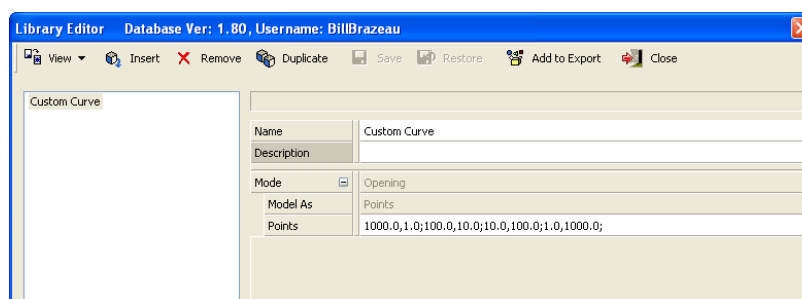 Library Editor Database Ver: 1.80, Username: BillBrazeau
View Insert Remove Duplicate Save Restore Add to Export Close
Custom Curve
Name Custom Curve
Description
Mode Opening
Model As Points
Points 1000.0,1.0;100.0,10.0;10.0,100.0;1.0,1000.0;